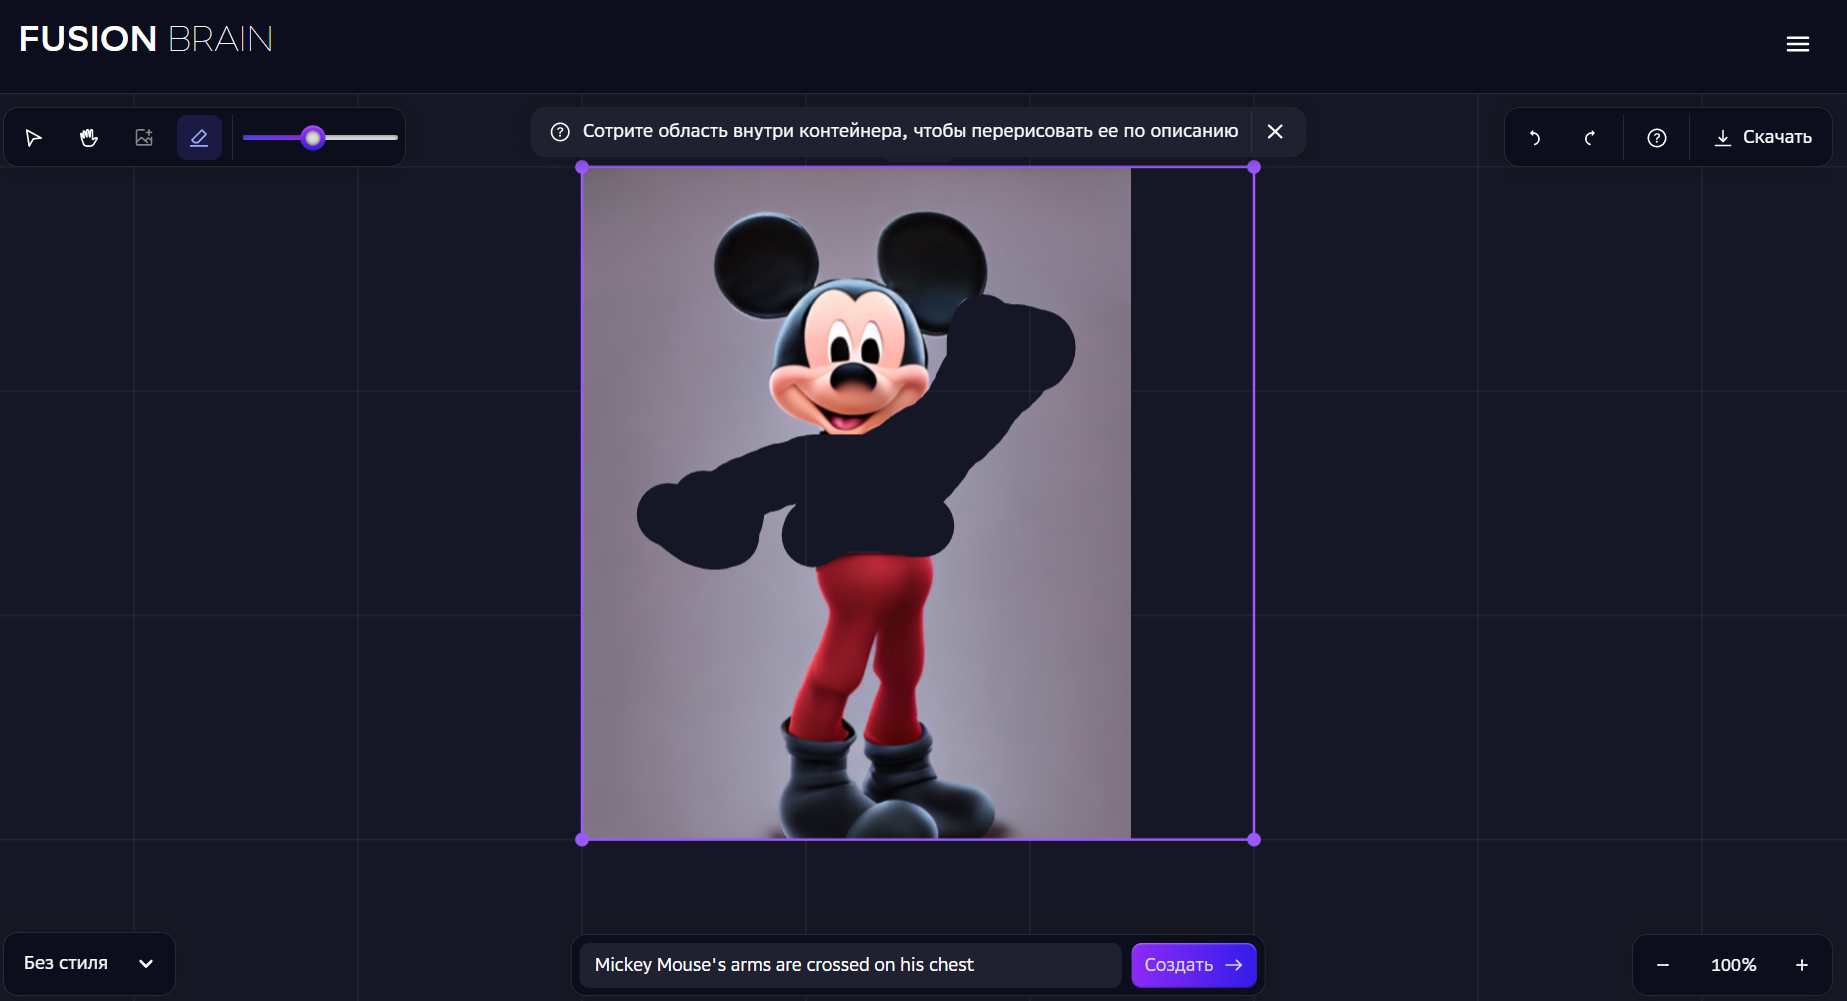 FUSION BRAIN
Сотрите область внутри контейнера, чтобы перерисовать ее по описанию
Скачать
Без стиля
Mickey Mouse's arms are crossed on his chest
Создать
100%